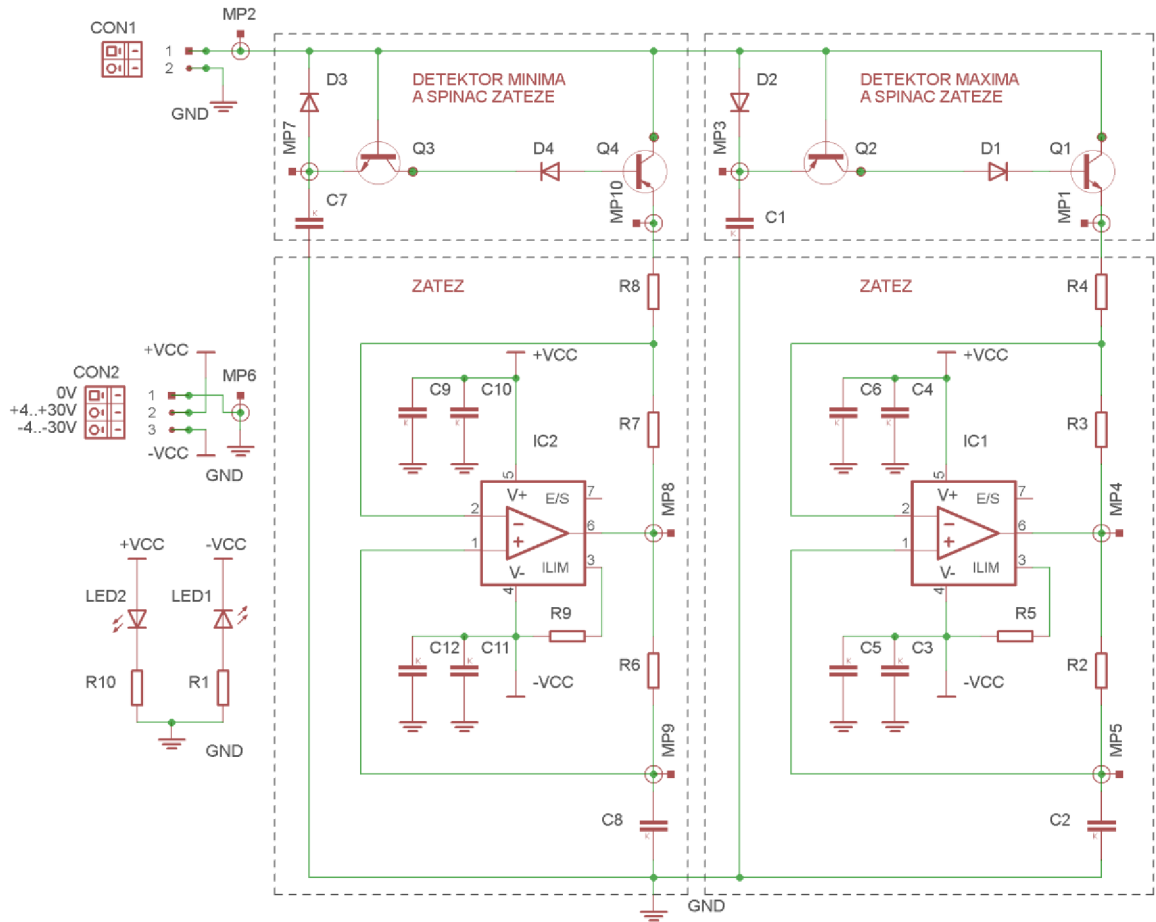 CON1
1
2
GND
MP2
D3
DETEKTOR MINIMA
A SPINAC ZATEZE
MP7
Q3
D4
Q4
MP10
C7
K
D2
DETEKTOR MAXIMA
A SPINAC ZATEZE
MP3
Q2
D1
Q1
MP1
C1
K
CON2
0V
+4..+30V
-4..-30V
+VCC
1
2
3
-VCC
MP6
GND
+VCC
-VCC
LED2
LED1
R10
R1
GND
ZATEZ
R8
+VCC
C9
C10
K
K
R7
IC2
5
V+
E/S
7
2
6
1
3
V-
ILIM
4
MP8
R9
C12
C11
K
K
-VCC
R6
MP9
C8
GND
ZATEZ
R4
+VCC
C6
C4
K
K
R3
IC1
5
V+
E/S
7
2
6
1
3
V-
ILIM
4
MP4
R5
C5
C3
K
K
-VCC
R2
MP5
C2